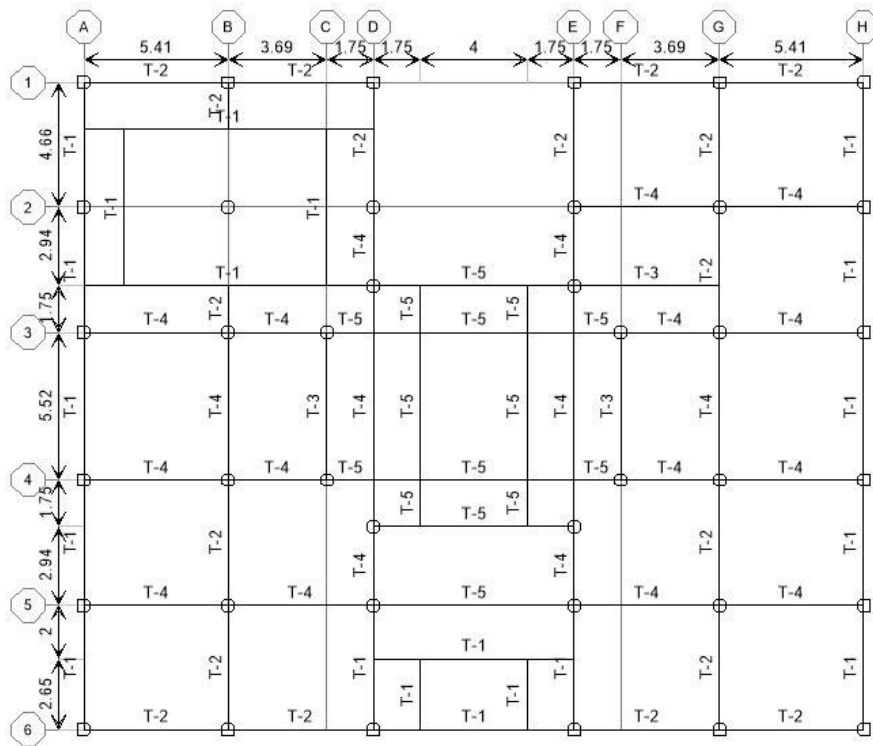 A B C D E F G H
5.41 3.69 1.75 1.75 4 1.75 1.75 3.69 5.41
T-2 T-2 T-2 T-2
1
T-2
T-1
4.66 T-1 T-2 T-2 T-2 T-1
T-4 T-4
2
T-1 T-1
2.94 T-1 T-4 T-4 T-2 T-1
T-1 T-5 T-3
1.75 T-2 T-5 T-5
3 T-4 T-4 T-5 T-5 T-5 T-4 T-4
5.52 T-1 T-4 T-3 T-4 T-5 T-5 T-4 T-3 T-4 T-1
4 T-4 T-4 T-5 T-5 T-5 T-4 T-4
1.75 T-5 T-5
T-5
2.94 T-1 T-2 T-4 T-4 T-2 T-1
T-4 T-4 T-5 T-4 T-4
5
2
T-1
2.65 T-1 T-2 T-1 T-1 T-1 T-1 T-2 T-1
T-2 T-2 T-1 T-2 T-2
6